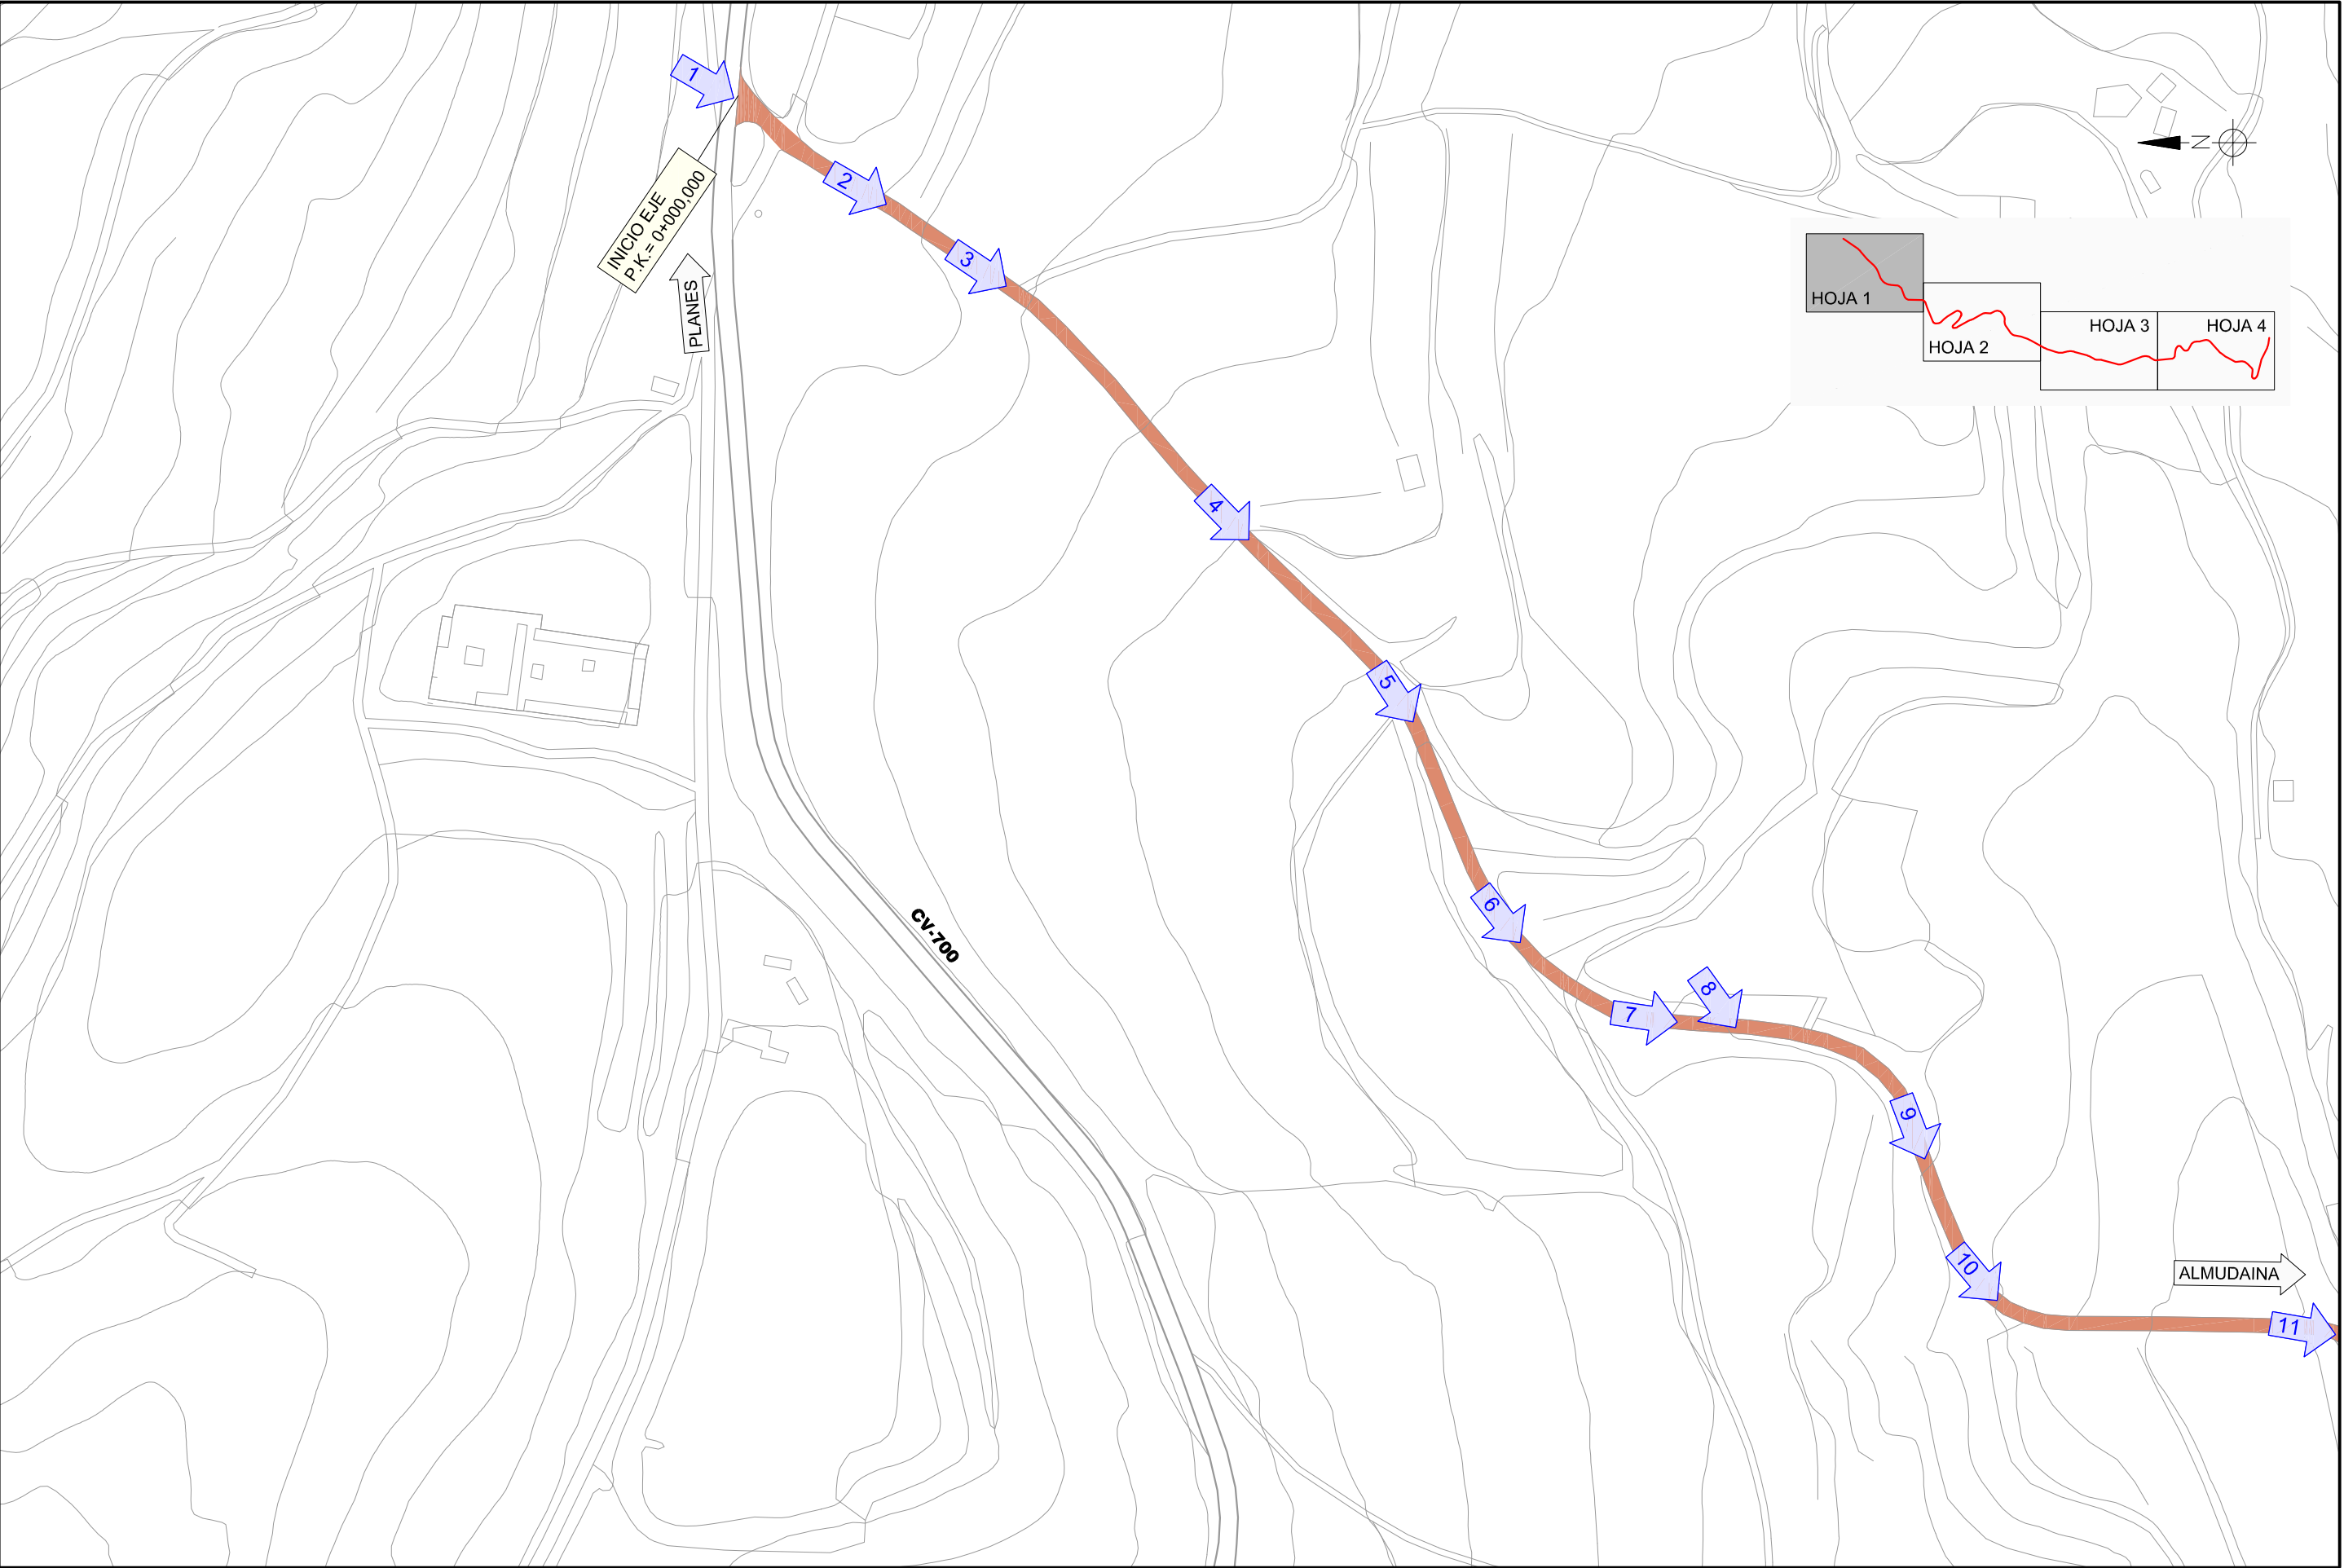 1
2
N
INICIO EJE
P.K.= 0+000,000
3
PLANES
HOJA 1
HOJA 2
HOJA 3
HOJA 4
4
5
6
CV-700
7
8
9
10
ALMUDAINA
11